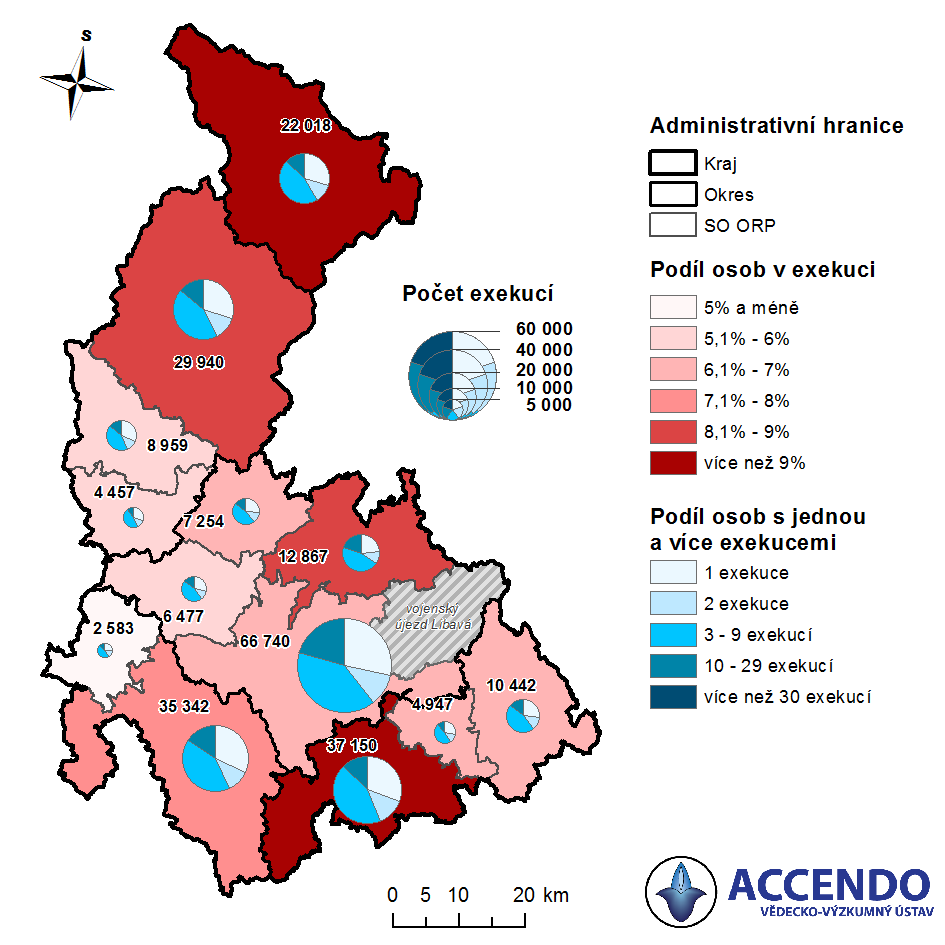 S
22 018
29 940
8 959
4 457
7 254
12 867
6 477
2 583
66 740
vojenský
újezd Libavá
10 442
4 947
35 342
37 150
Počet exekucí
60 000
40 000
20 000
10 000
5 000
Administrativní hranice
Kraj
Okres
SO ORP
Podíl osob v exekuci
5% a méně
5,1% - 6%
6,1% - 7%
7,1% - 8%
8,1% - 9%
více než 9%
Podíl osob s jednou
a více exekucemi
1 exekuce
2 exekuce
3 - 9 exekucí
10 - 29 exekucí
více než 30 exekucí
0 5 10 20 km
ACCENDO
VĚDECKO-VÝZKUMNÝ ÚSTAV